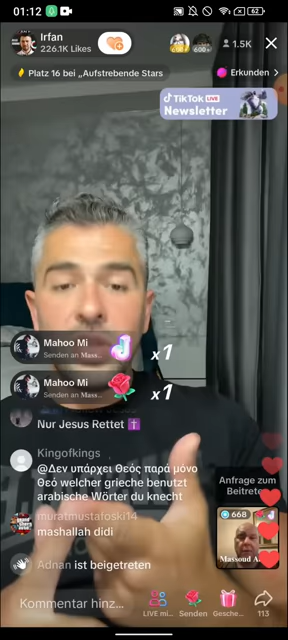 01:12
62
Irfan
226.1K Likes
600+
600+
1.5K
Platz 16 bei „Aufstrebende Stars
Erkunden >
TikTok LIVE
Newsletter
Mahoo Mi
Senden an Mass..
x1
Mahoo Mi
Senden an Mass..
x1
Nur Jesus Rettet ✝️
Kingofkings
@Δεν υπάρχει Θεός παρά μόνο
Θεό welcher grieche benutzt
arabische Wörter du knecht
muratmustafoski14
mashallah didi
Adnan ist beigetreten
Anfrage zum
Beitrete
668
Massoud A
Kommentar hinz...
LIVE mi...
Senden
Gesche...
113